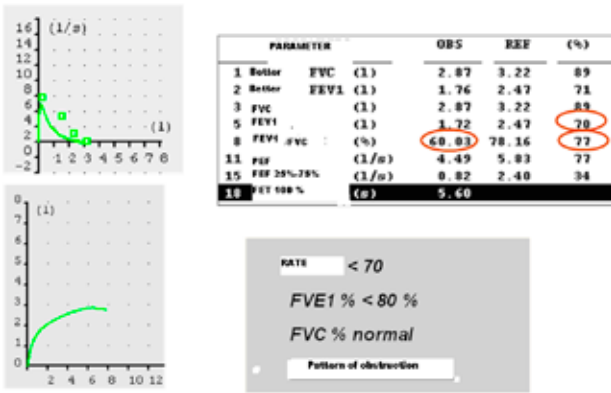 16 (l/s)
14
12
10
8
6
4
2 (l)
0
-2 1 2 3 4 5 6 7 8
7 (l)
6
5
4
3
2
1
0
2 4 6 8 10 12
PARAMETER OBS REF (%)
1 Better FVC (l) 2.87 3.22 89
2 Better FEV1 (l) 1.76 2.47 71
3 FVC (l) 2.87 3.22 89
5 FEV1 (l) 1.72 2.47 70
8 FEV1 /FVC (%) 60.03 78.16 77
11 PEF (l/s) 4.49 5.83 77
15 FEF 25%-75% (l/s) 0.82 2.40 34
18 FET 100 % (s) 5.60
RATE < 70
FVE1 % < 80 %
FVC % normal
Pattern of obstruction